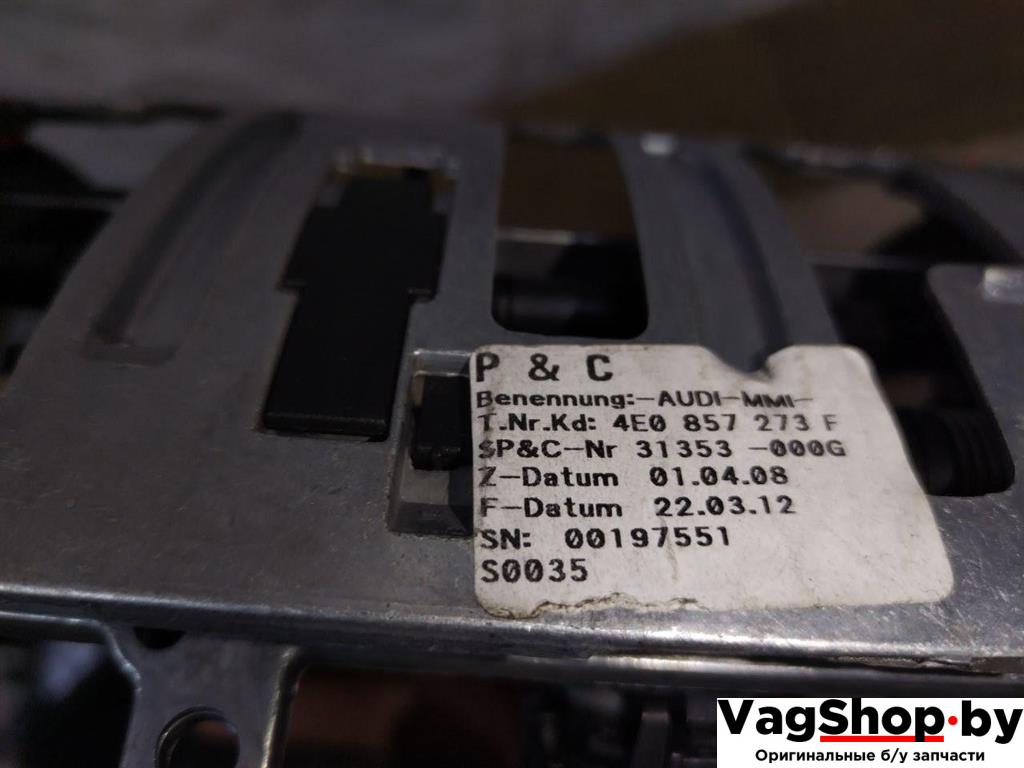 P & C
Benennung:-AUDI-MMI-
T.Nr.Kd: 4E0 857 273 F
SP&C-Nr 31353 -000G
Z-Datum 01.04.08
F-Datum 22.03.12
SN: 00197551
S0035
VagShop.by
Оригинальные б/у запчасти